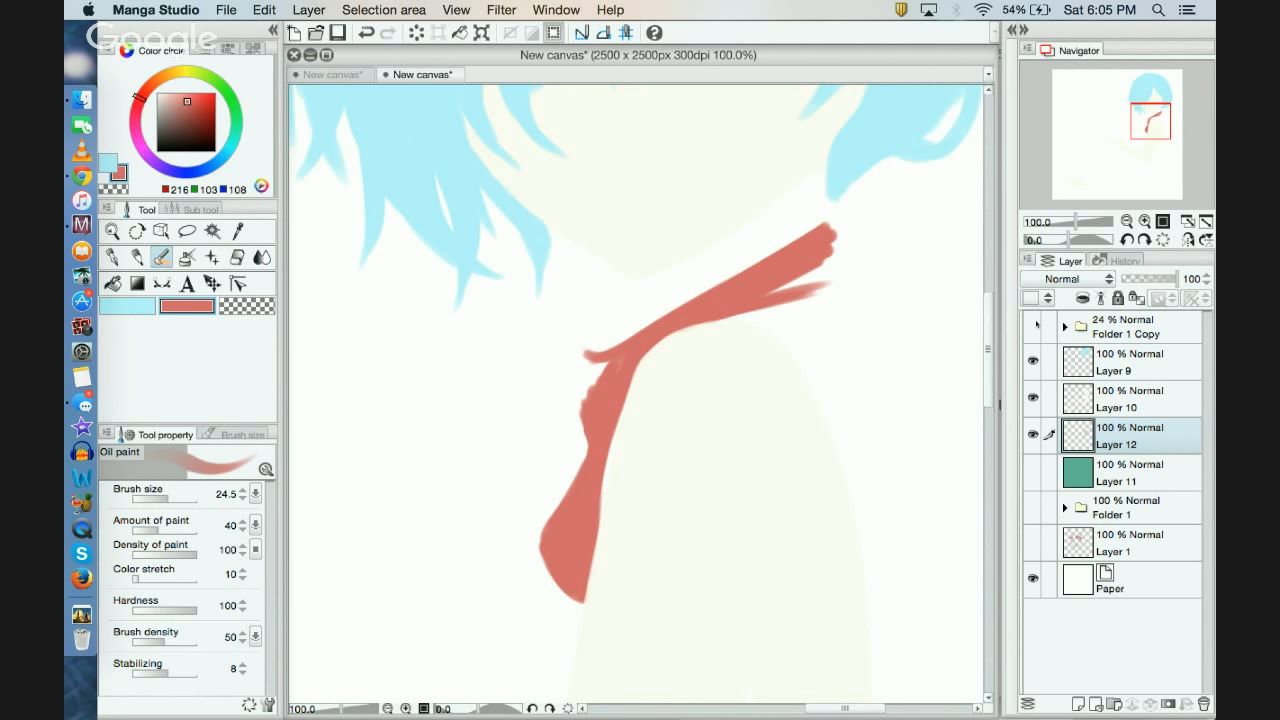 Manga Studio File Edit Layer Selection area View Filter Window Help
54% Sat 6:05 PM
Google
Color circle
New canvas* (2500 x 2500px 300dpi 100.0%)
New canvas*
New canvas*
Navigator
216 103 108
Tool
Sub tool
100.0
0.0
Layer
History
Normal
100
24 % Normal
Folder 1 Copy
100 % Normal
Layer 9
100 % Normal
Layer 10
100 % Normal
Layer 12
100 % Normal
Layer 11
100 % Normal
Folder 1
100 % Normal
Layer 1
Paper
Tool property
Brush size
Oil paint
Brush size 24.5
Amount of paint 40
Density of paint 100
Color stretch 10
Hardness 100
Brush density 50
Stabilizing 8
100.0
0.0